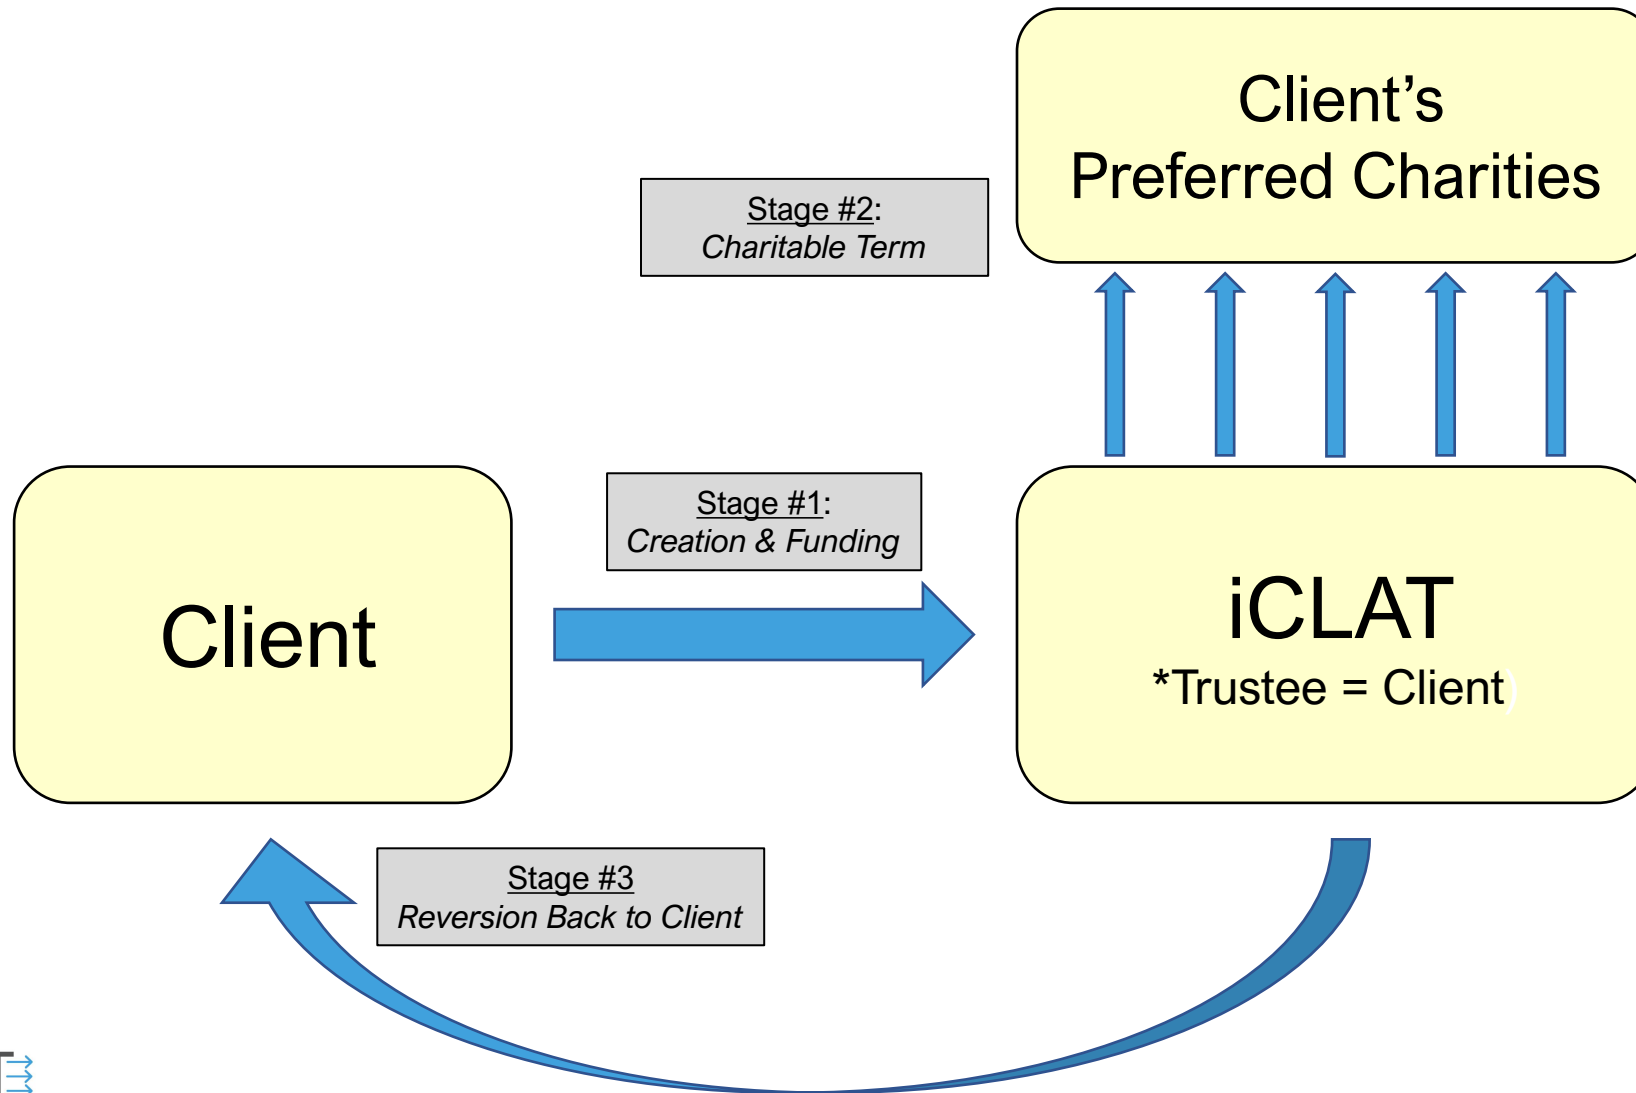 Client's
Preferred Charities
Stage #2:
Charitable Term
Stage #1:
Creation & Funding
Client
iCLAT
*Trustee = Client)
Stage #3
Reversion Back to Client